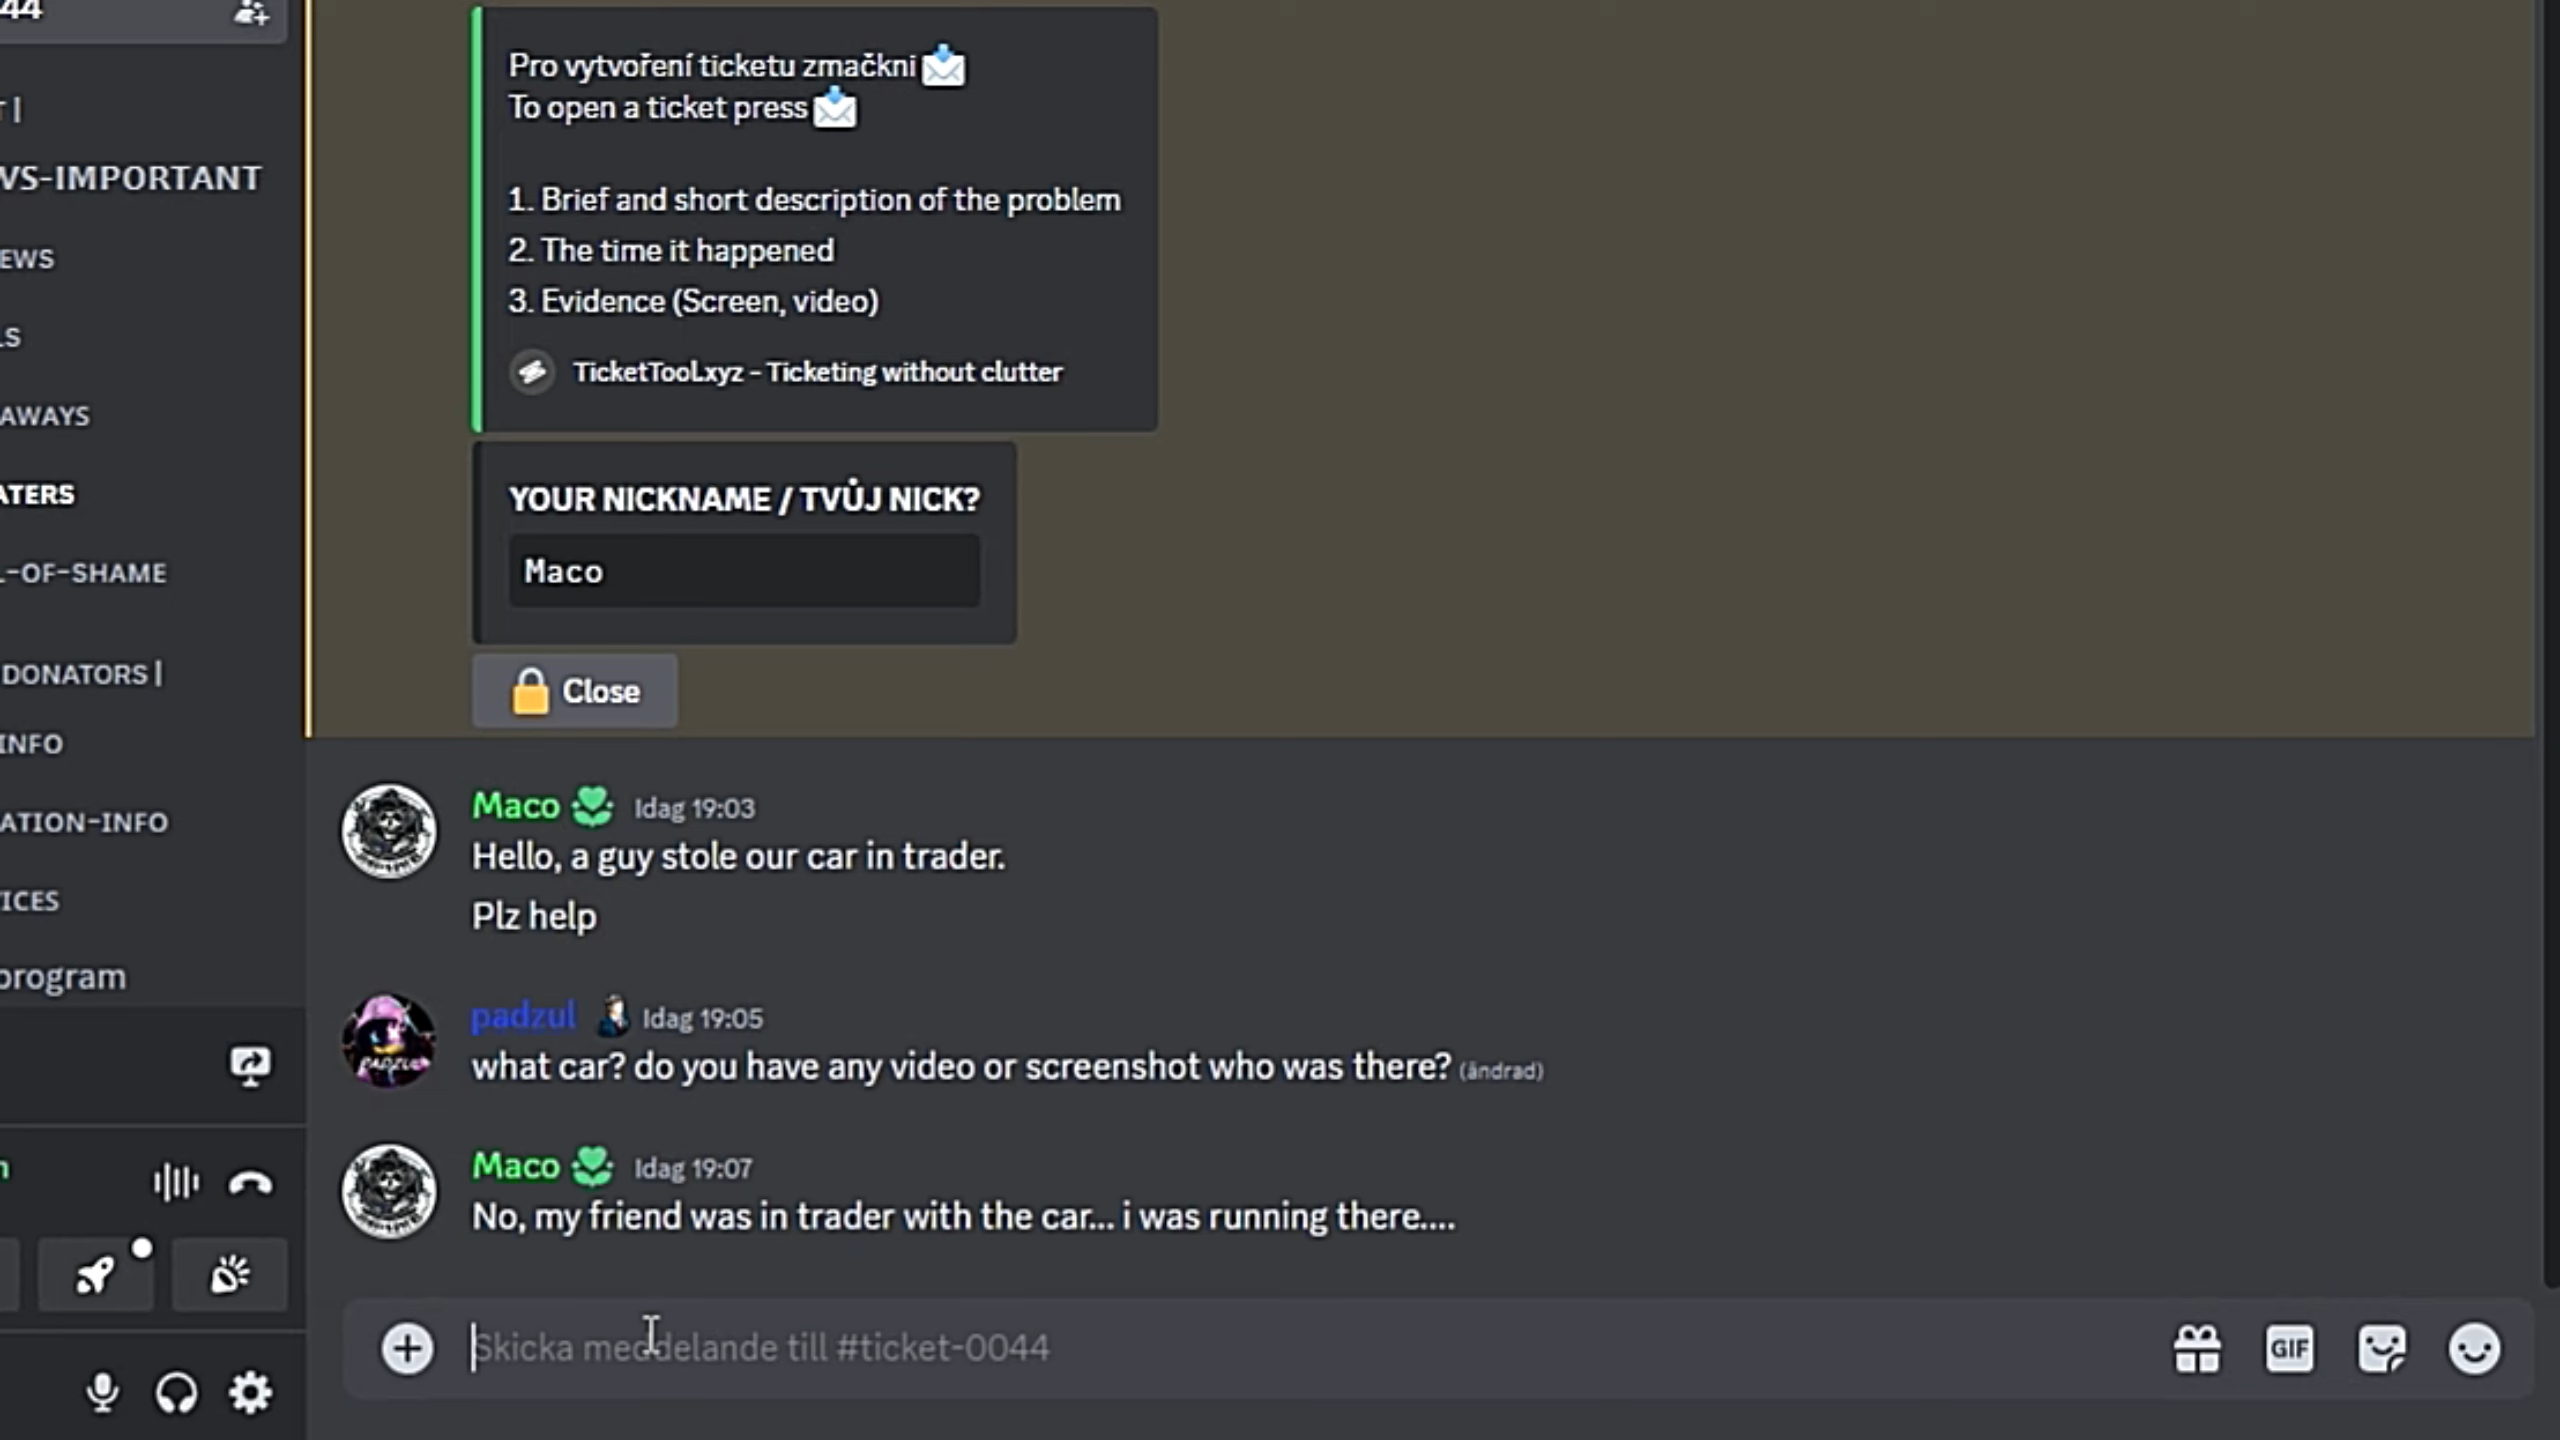 44
Pro vytvoření ticketu zmačkni
To open a ticket press
1. Brief and short description of the problem
2. The time it happened
3. Evidence (Screen, video)
TicketTool.xyz - Ticketing without clutter
YOUR NICKNAME / TVŮJ NICK?
Maco
Close
VS-IMPORTANT
EWS
LS
AWAYS
ATERS
L-OF-SHAME
DONATORS |
INFO
ATION-INFO
ICES
program
Maco Idag 19:03
Hello, a guy stole our car in trader.
Plz help
padzul Idag 19:05
what car? do you have any video or screenshot who was there? (ändrad)
Maco Idag 19:07
No, my friend was in trader with the car... i was running there....
Skicka meddelande till #ticket-0044
GIF